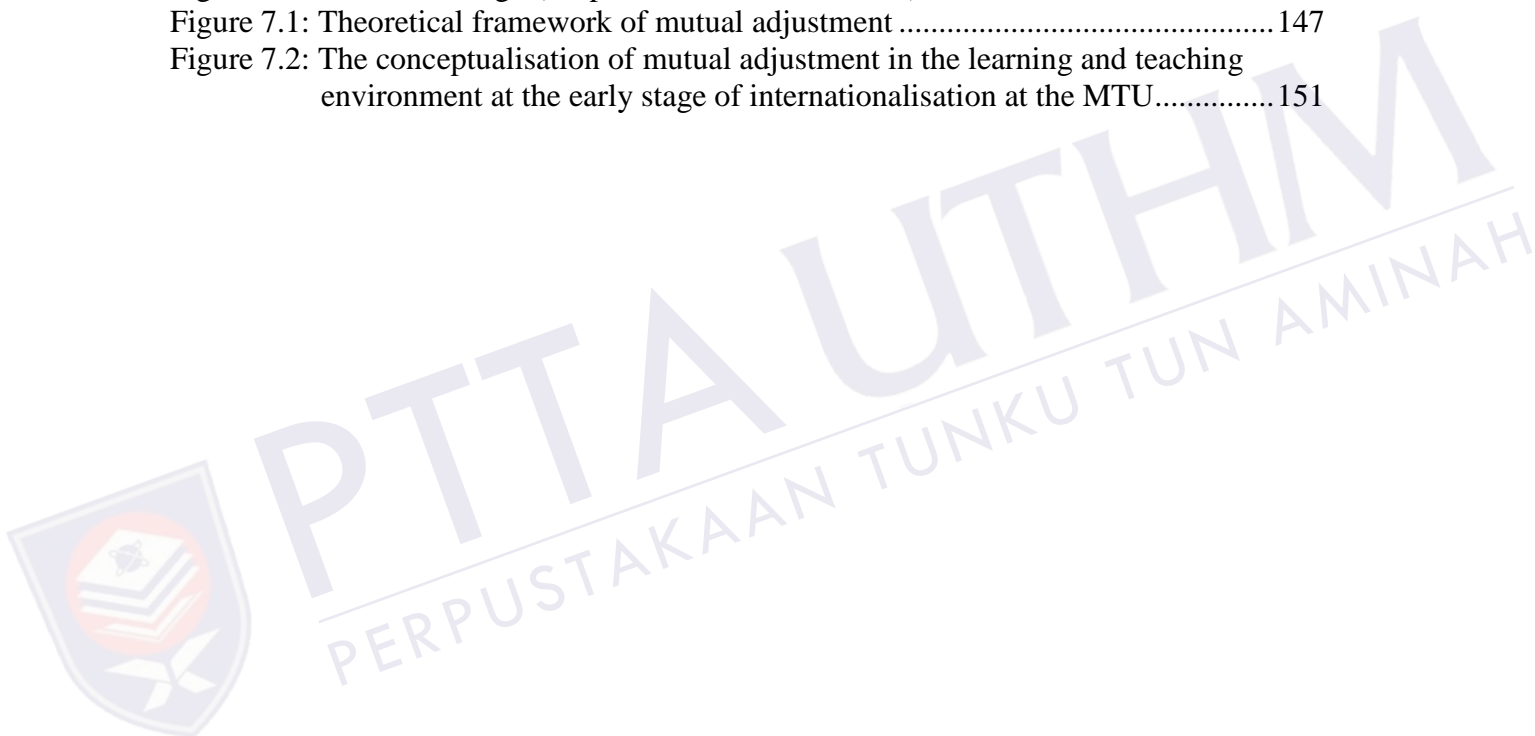 Figure 7.1: Theoretical framework of mutual adjustment ............................................ 147
Figure 7.2: The conceptualisation of mutual adjustment in the learning and teaching
environment at the early stage of internationalisation at the MTU............... 151
PTTA UTHM
PERPUSTAKAAN TUNKU TUN AMINAH